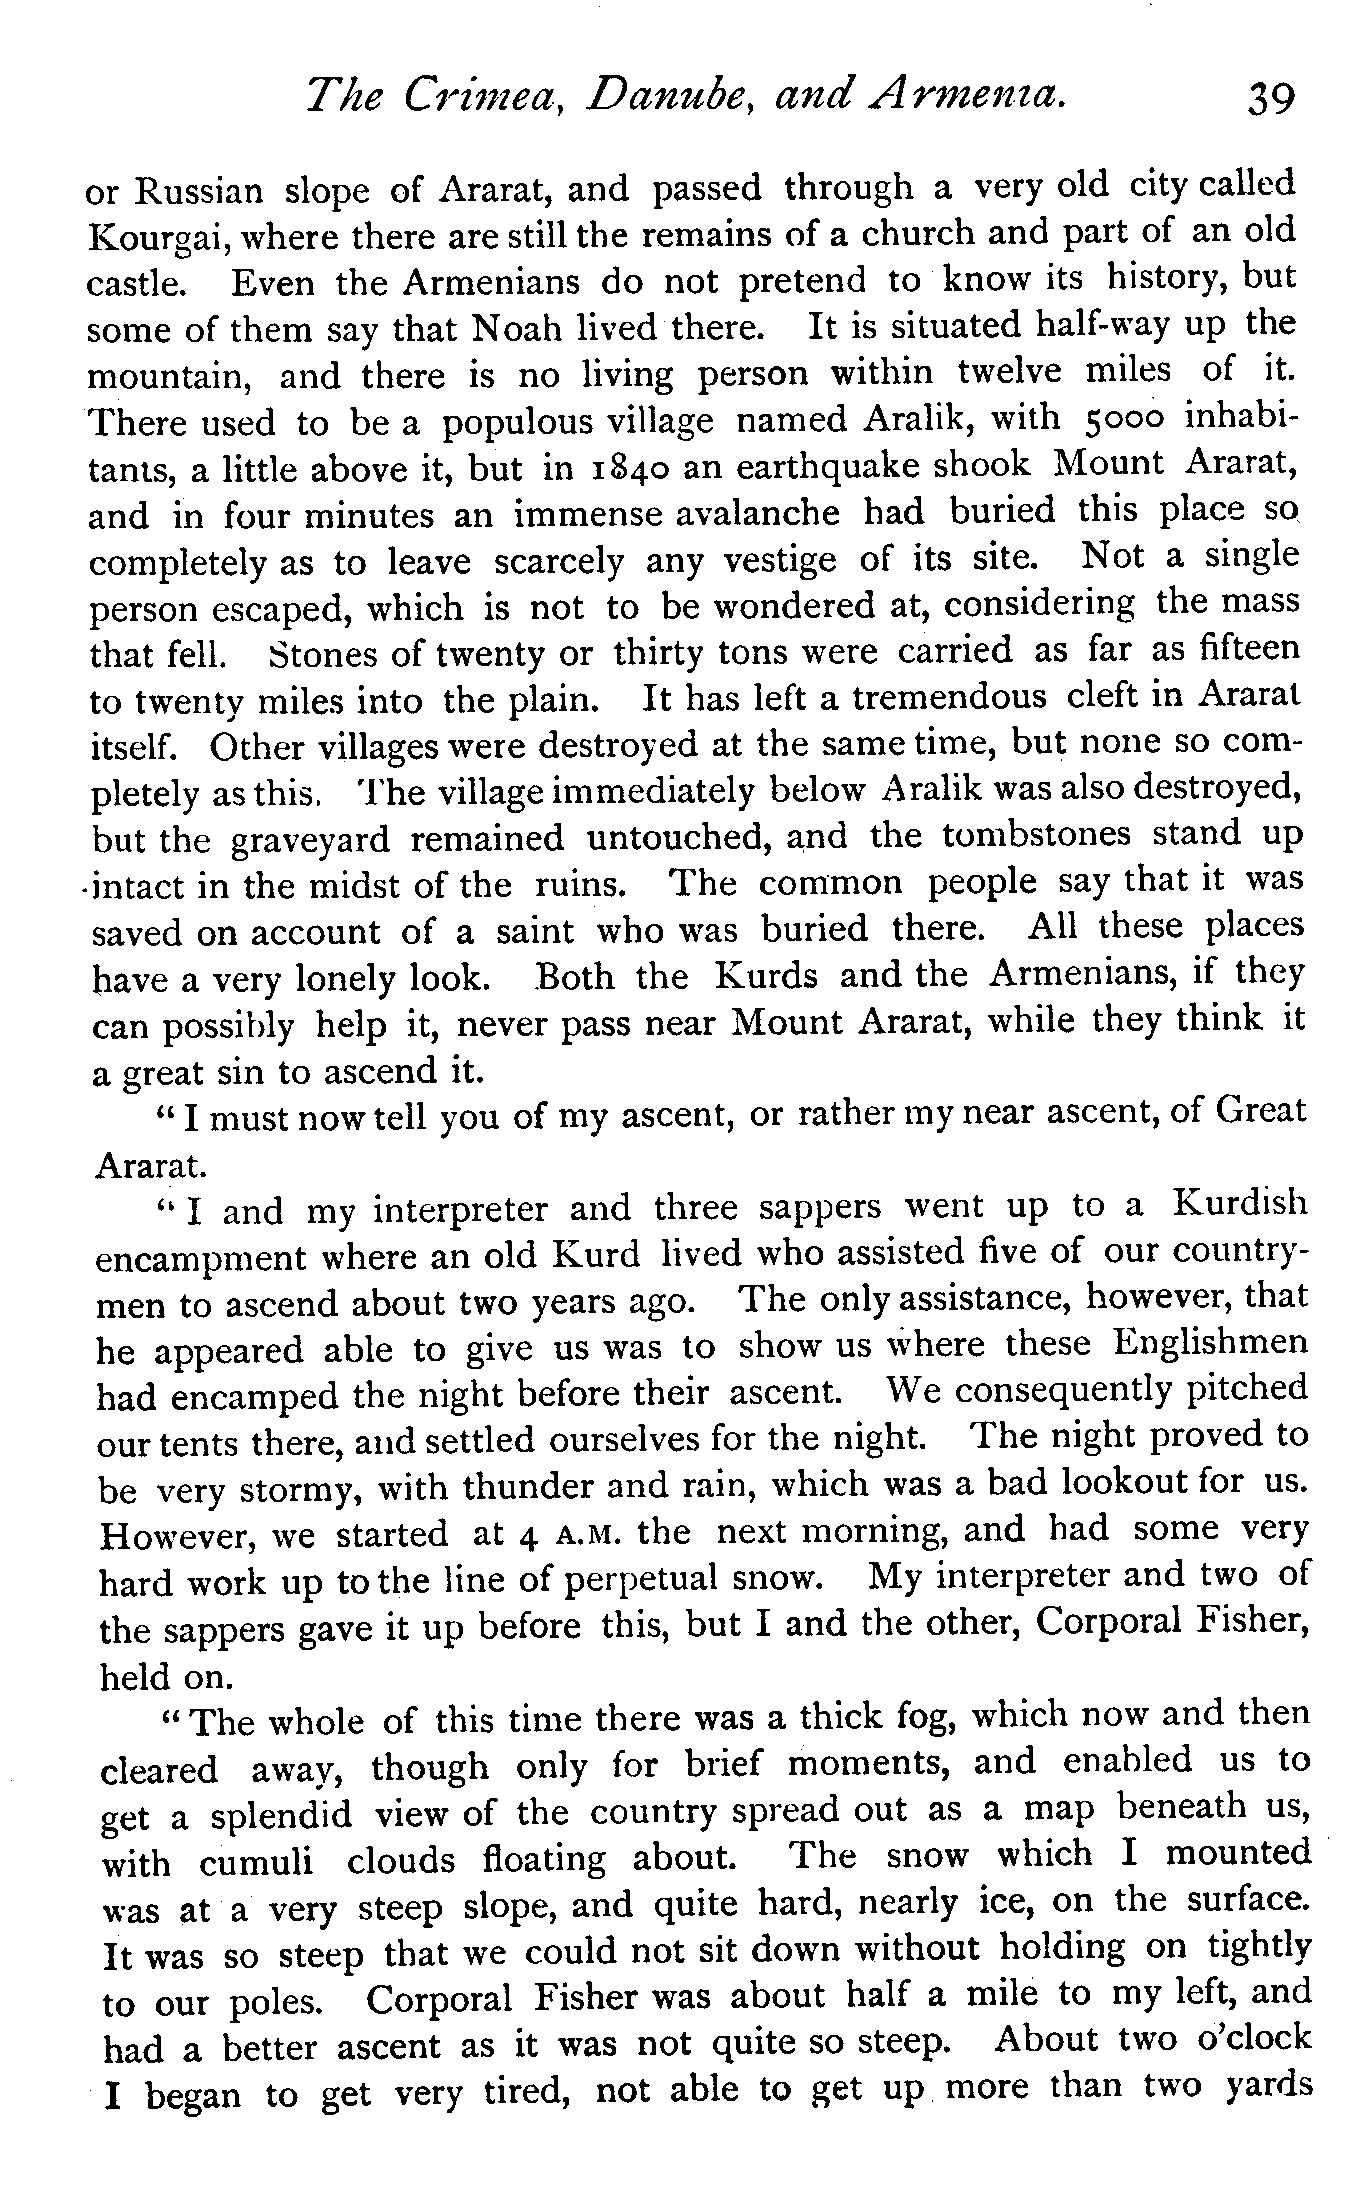 The Crimea, Danube, and Armenia. 39
or Russian slope of Ararat, and passed through a very old city called
Kourgai, where there are still the remains of a church and part of an old
castle. Even the Armenians do not pretend to know its history, but
some of them say that Noah lived there. It is situated half-way up the
mountain, and there is no living person within twelve miles of it.
There used to be a populous village named Aralik, with 5000 inhabi-
tants, a little above it, but in 1840 an earthquake shook Mount Ararat,
and in four minutes an immense avalanche had buried this place so
completely as to leave scarcely any vestige of its site. Not a single
person escaped, which is not to be wondered at, considering the mass
that fell. Stones of twenty or thirty tons were carried as far as fifteen
to twenty miles into the plain. It has left a tremendous cleft in Ararat
itself. Other villages were destroyed at the same time, but none so com-
pletely as this. The village immediately below Aralik was also destroyed,
but the graveyard remained untouched, and the tombstones stand up
intact in the midst of the ruins. The common people say that it was
saved on account of a saint who was buried there. All these places
have a very lonely look. Both the Kurds and the Armenians, if they
can possibly help it, never pass near Mount Ararat, while they think it
a great sin to ascend it.
"I must now tell you of my ascent, or rather my near ascent, of Great
Ararat.
"I and my interpreter and three sappers went up to a Kurdish
encampment where an old Kurd lived who assisted five of our country-
men to ascend about two years ago. The only assistance, however, that
he appeared able to give us was to show us where these Englishmen
had encamped the night before their ascent. We consequently pitched
our tents there, and settled ourselves for the night. The night proved to
be very stormy, with thunder and rain, which was a bad lookout for us.
However, we started at 4 A.M. the next morning, and had some very
hard work up to the line of perpetual snow. My interpreter and two of
the sappers gave it up before this, but I and the other, Corporal Fisher,
held on.
"The whole of this time there was a thick fog, which now and then
cleared away, though only for brief moments, and enabled us to
get a splendid view of the country spread out as a map beneath us,
with cumuli clouds floating about. The snow which I mounted
was at a very steep slope, and quite hard, nearly ice, on the surface.
It was so steep that we could not sit down without holding on tightly
to our poles. Corporal Fisher was about half a mile to my left, and
had a better ascent as it was not quite so steep. About two o'clock
I began to get very tired, not able to get up more than two yards